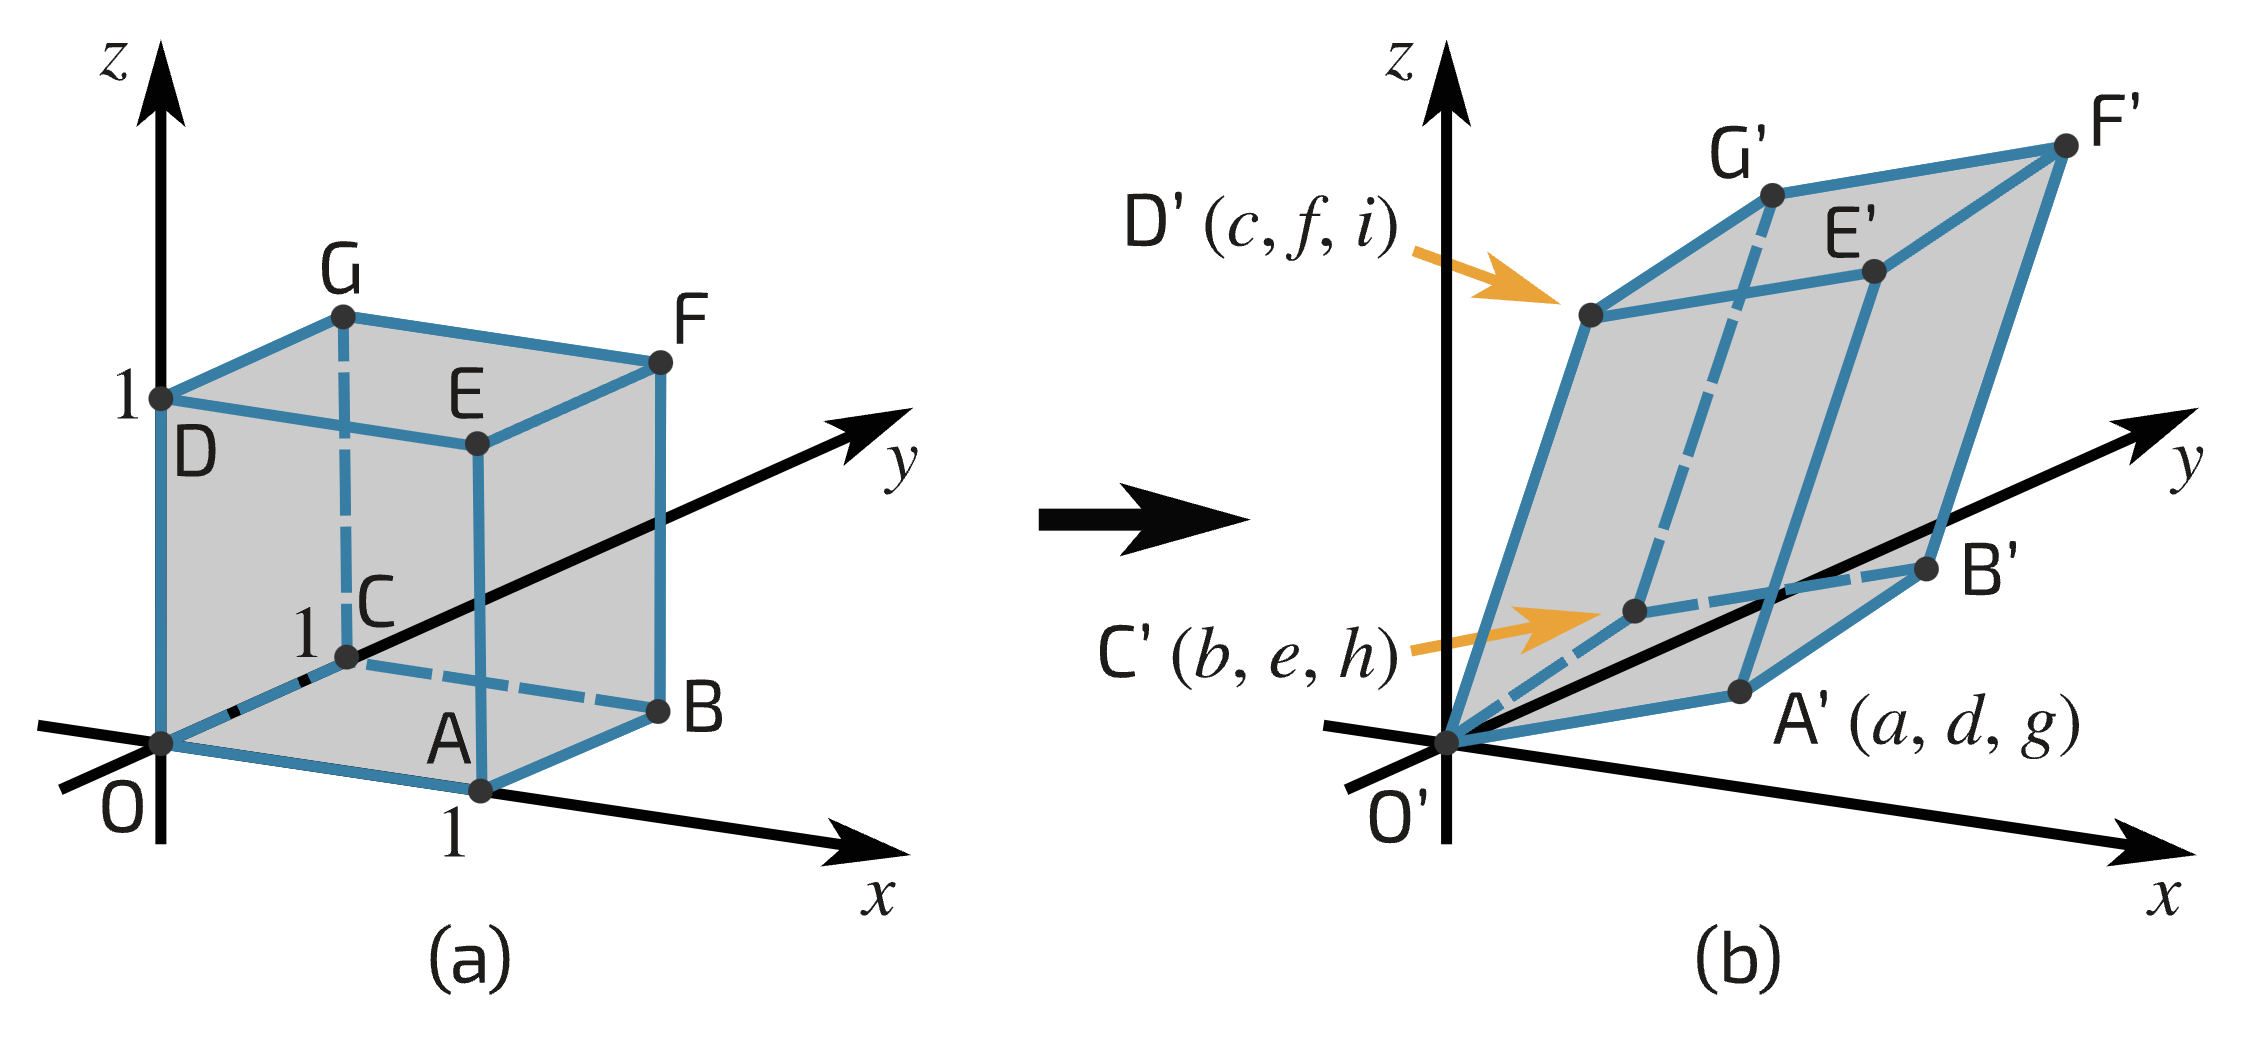 z
G
F
1
E
D
y
C
1
A
B
O
1
x
(a)
z
F’
G’
D’ (c, f, i)
E’
y
B’
C’ (b, e, h)
A’ (a, d, g)
O’
x
(b)